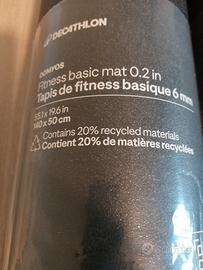 DECATHLON
DOMYOS
Fitness basic mat 0.2 in
Tapis de fitness basique 6 mm
55.1 x 19.6 in
140 x 50 cm
Contains 20% recycled materials
Contient 20% de matières recyclées